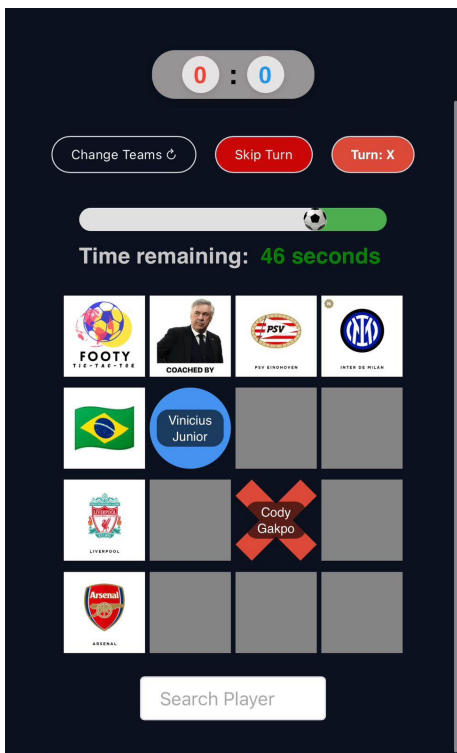 0 : 0
Change Teams ↻
Skip Turn
Turn: X
Time remaining: 46 seconds
FOOTY
TIC-TAC-TOE
COACHED BY
PSV
PSV EINDHOVEN
INTER DE MILÁN
Vinicius
Junior
LIVERPOOL
Cody
Gakpo
Arsenal
ARSENAL
Search Player